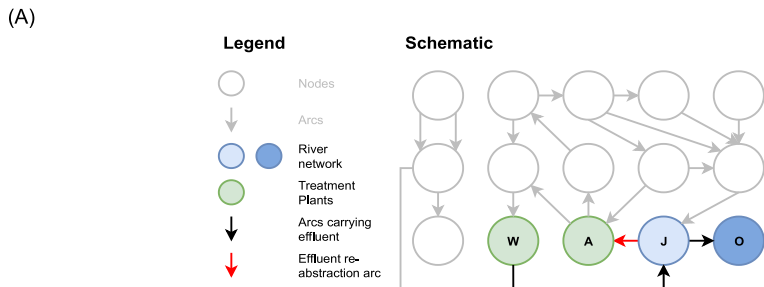 (A)
Legend
Schematic
Nodes
Arcs
River
network
Treatment
Plants
Arcs carrying
effluent
Effluent re-
abstraction arc
W
A
J
O